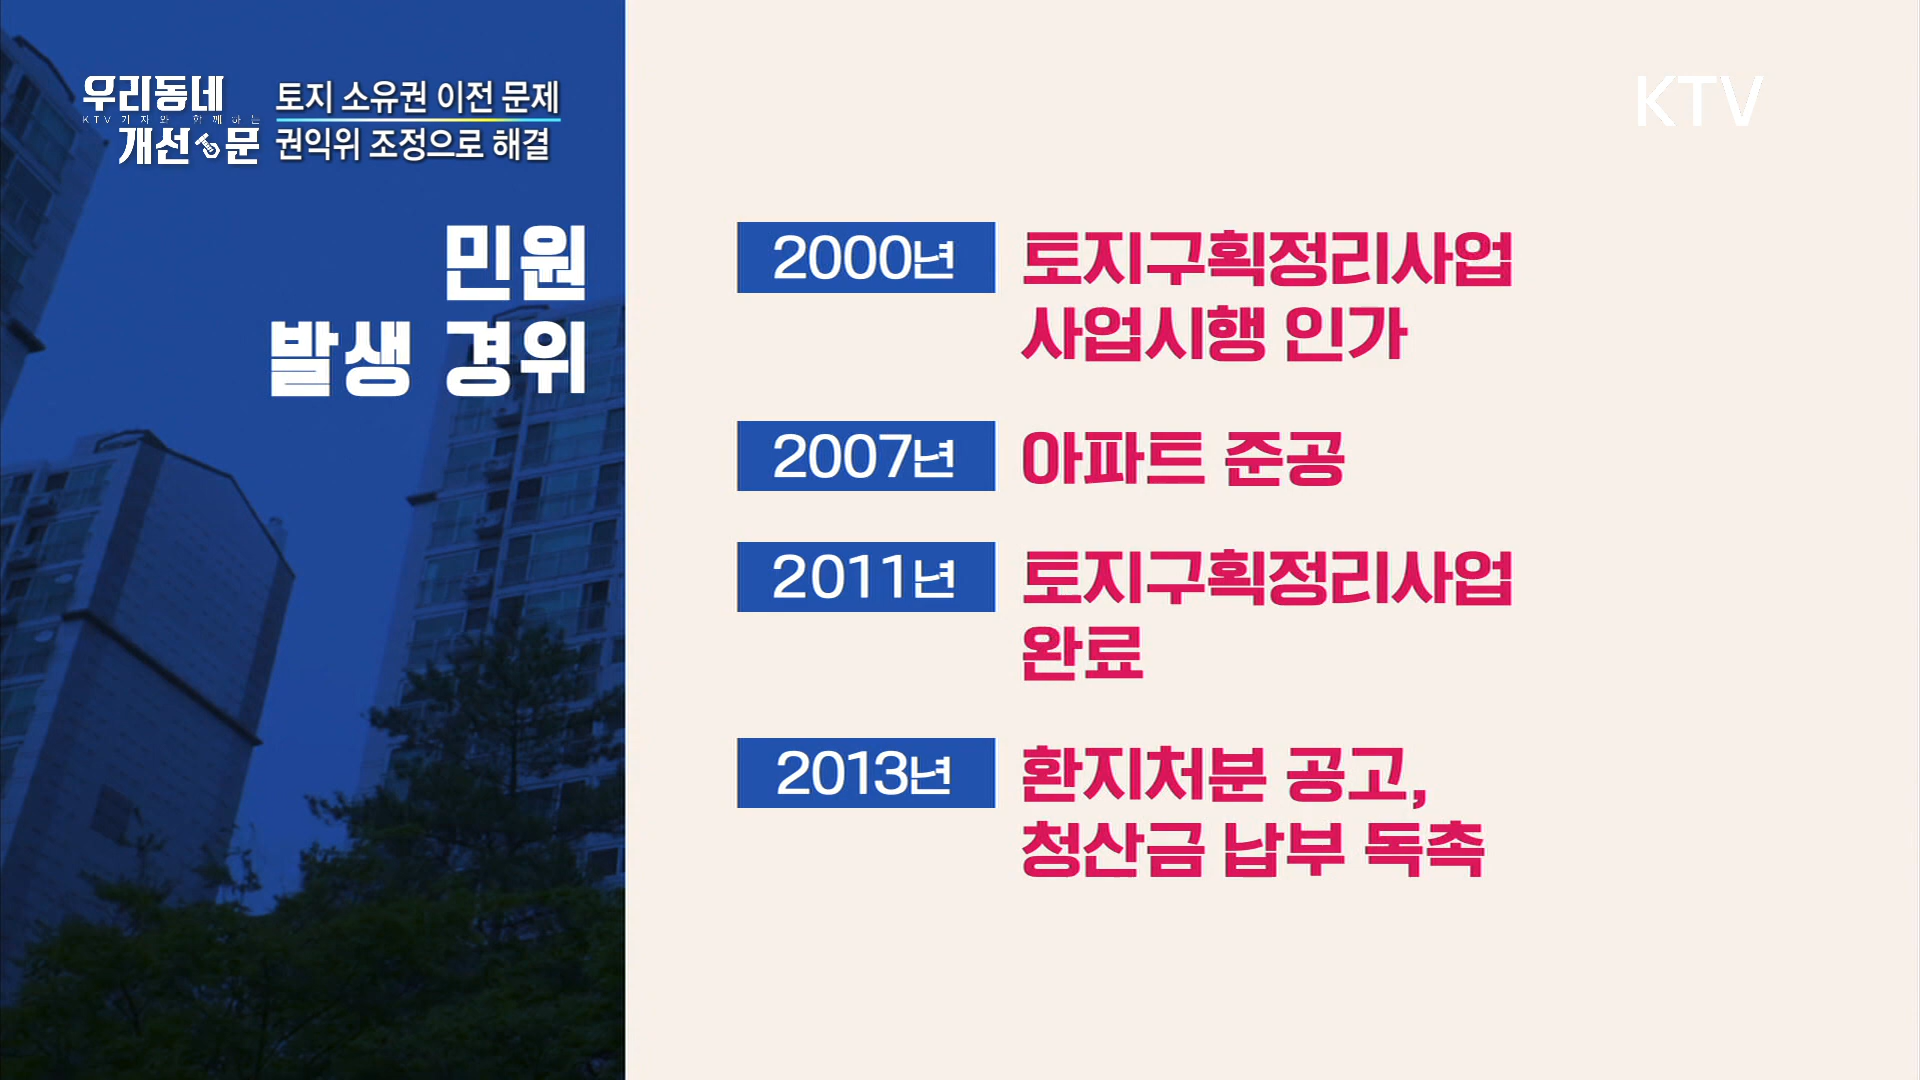 우리동네
KTV기자와 함께하는
개선문
토지 소유권 이전 문제
권익위 조정으로 해결
KTV
민원
발생 경위
2000년 토지구획정리사업
사업시행 인가
2007년 아파트 준공
2011년 토지구획정리사업
완료
2013년 환지처분 공고,
청산금 납부 독촉